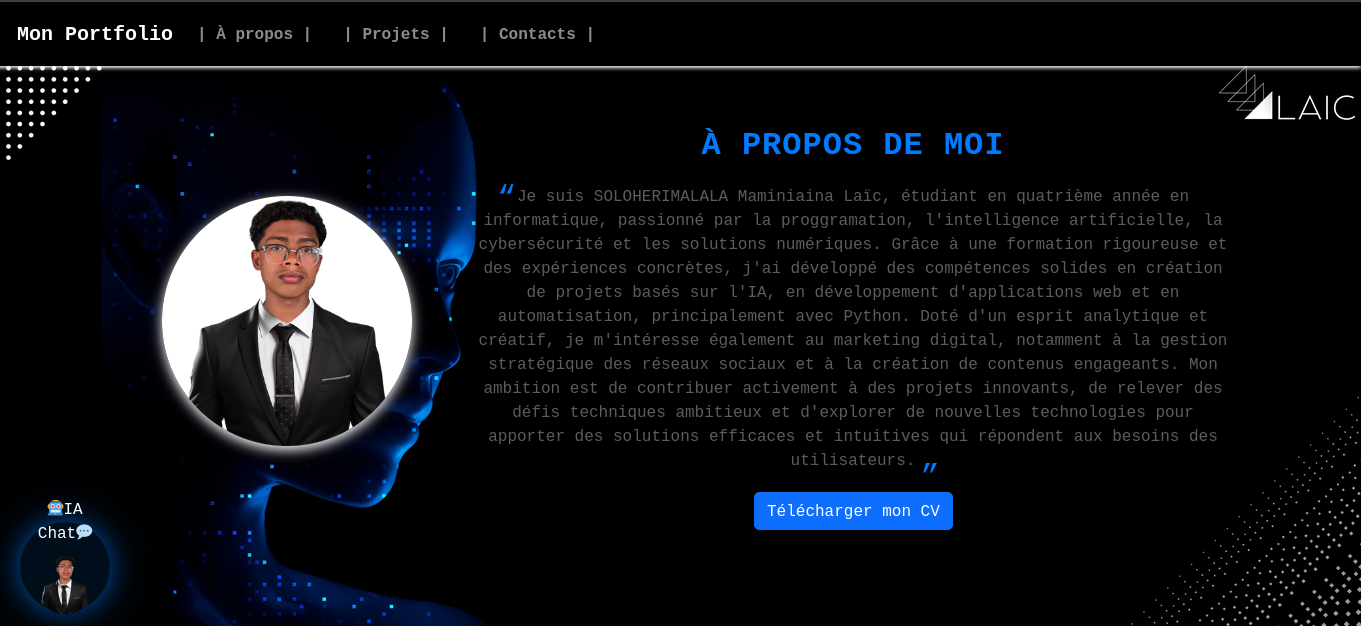 Mon Portfolio | À propos | | Projets | | Contacts |
LAIC
À PROPOS DE MOI
“Je suis SOLOHERIMALALA Maminiaina Laïc, étudiant en quatrième année en
informatique, passionné par la proggramation, l'intelligence artificielle, la
cybersécurité et les solutions numériques. Grâce à une formation rigoureuse et
des expériences concrètes, j'ai développé des compétences solides en création
de projets basés sur l'IA, en développement d'applications web et en
automatisation, principalement avec Python. Doté d'un esprit analytique et
créatif, je m'intéresse également au marketing digital, notamment à la gestion
stratégique des réseaux sociaux et à la création de contenus engageants. Mon
ambition est de contribuer activement à des projets innovants, de relever des
défis techniques ambitieux et d'explorer de nouvelles technologies pour
apporter des solutions efficaces et intuitives qui répondent aux besoins des
utilisateurs. ”
Télécharger mon CV
🤖IA
Chat💬